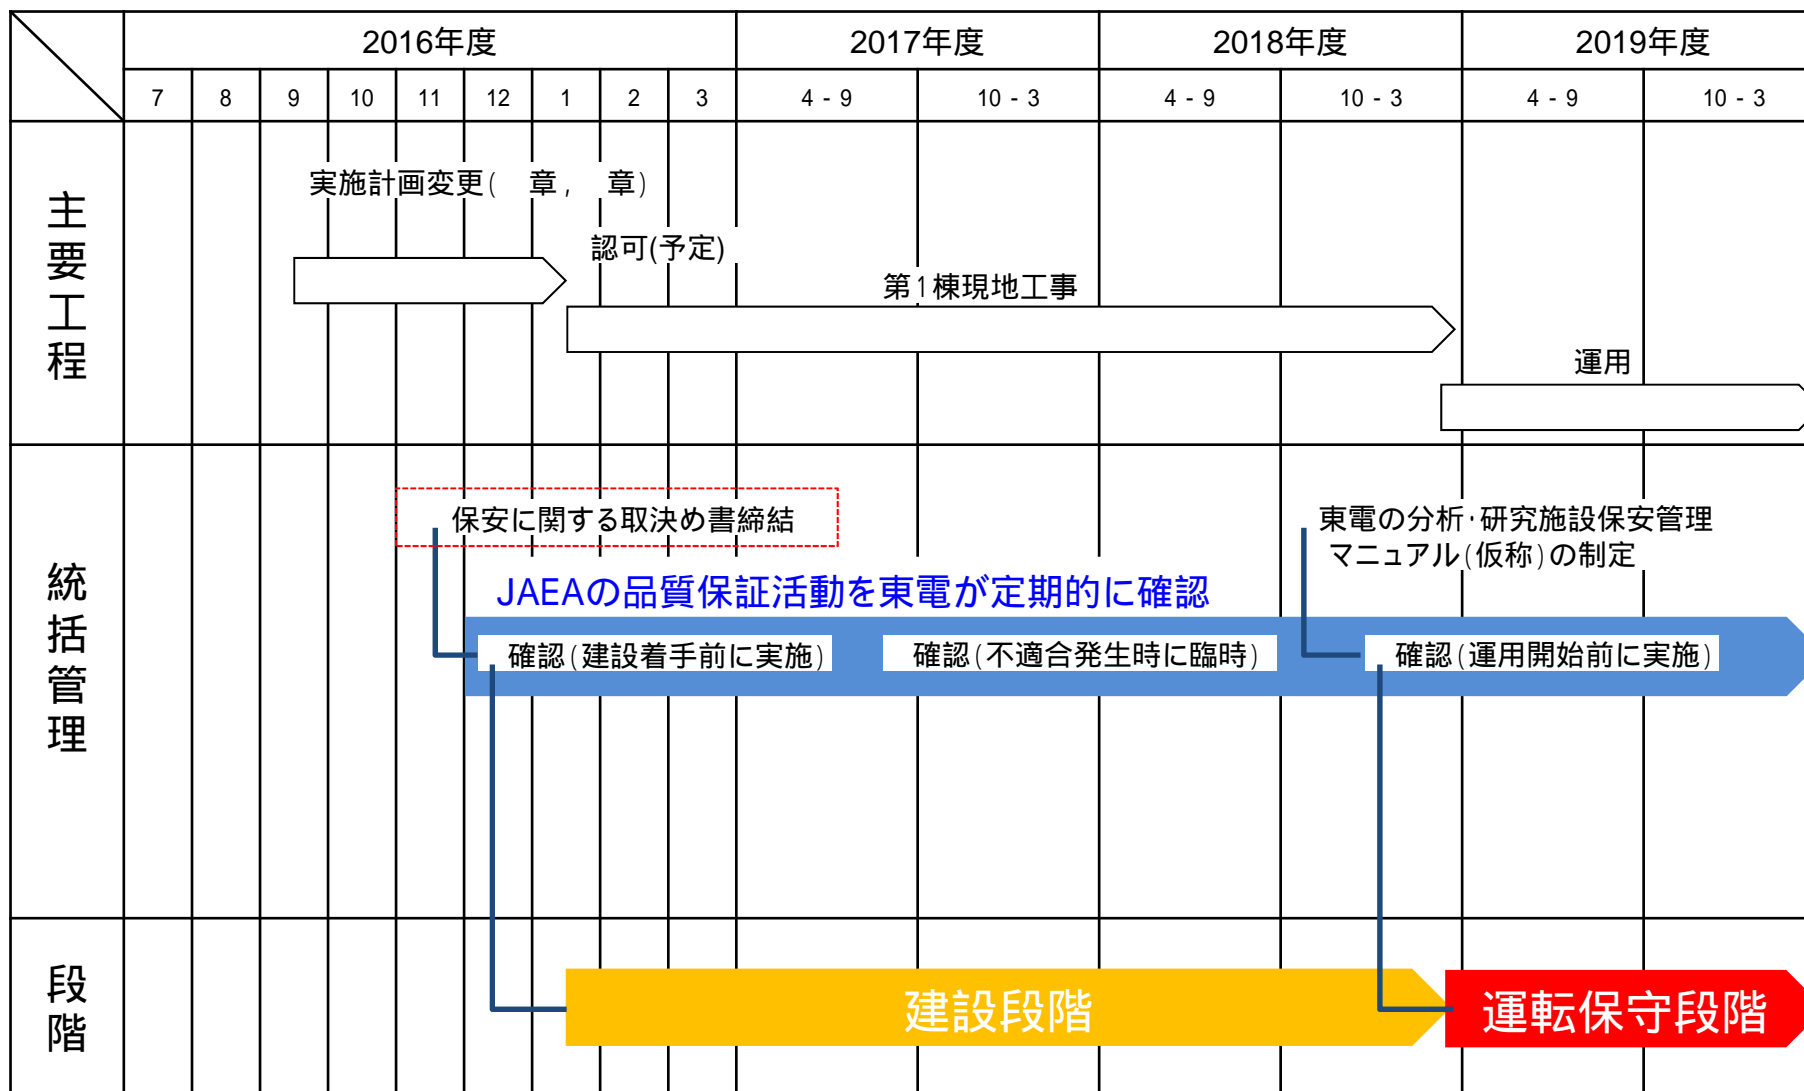 2016年度 2017年度 2018年度 2019年度
7 8 9 10 11 12 1 2 3 4 - 9 10 - 3 4 - 9 10 - 3 4 - 9 10 - 3
主要工程
実施計画変更( 章, 章)
認可(予定)
第1棟現地工事
運用
統括管理
保安に関する取決め書締結
東電の分析・研究施設保安管理
マニュアル(仮称)の制定
JAEAの品質保証活動を東電が定期的に確認
確認(建設着手前に実施) 確認(不適合発生時に臨時) 確認(運用開始前に実施)
段階
建設段階 運転保守段階